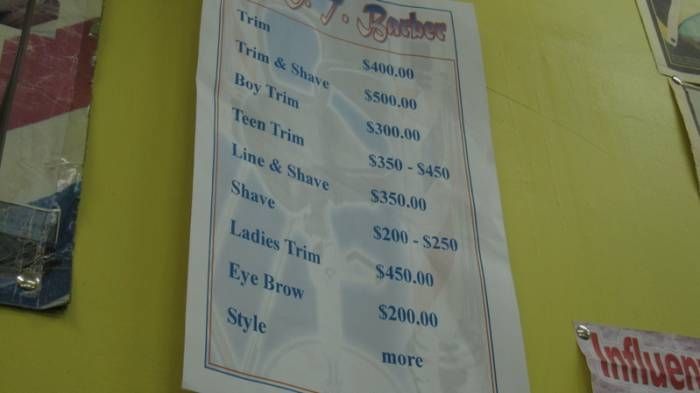 J. Barber
Trim $400.00
Trim & Shave $500.00
Boy Trim $300.00
Teen Trim $350 - $450
Line & Shave $350.00
Shave $200 - $250
Ladies Trim $450.00
Eye Brow $200.00
Style more